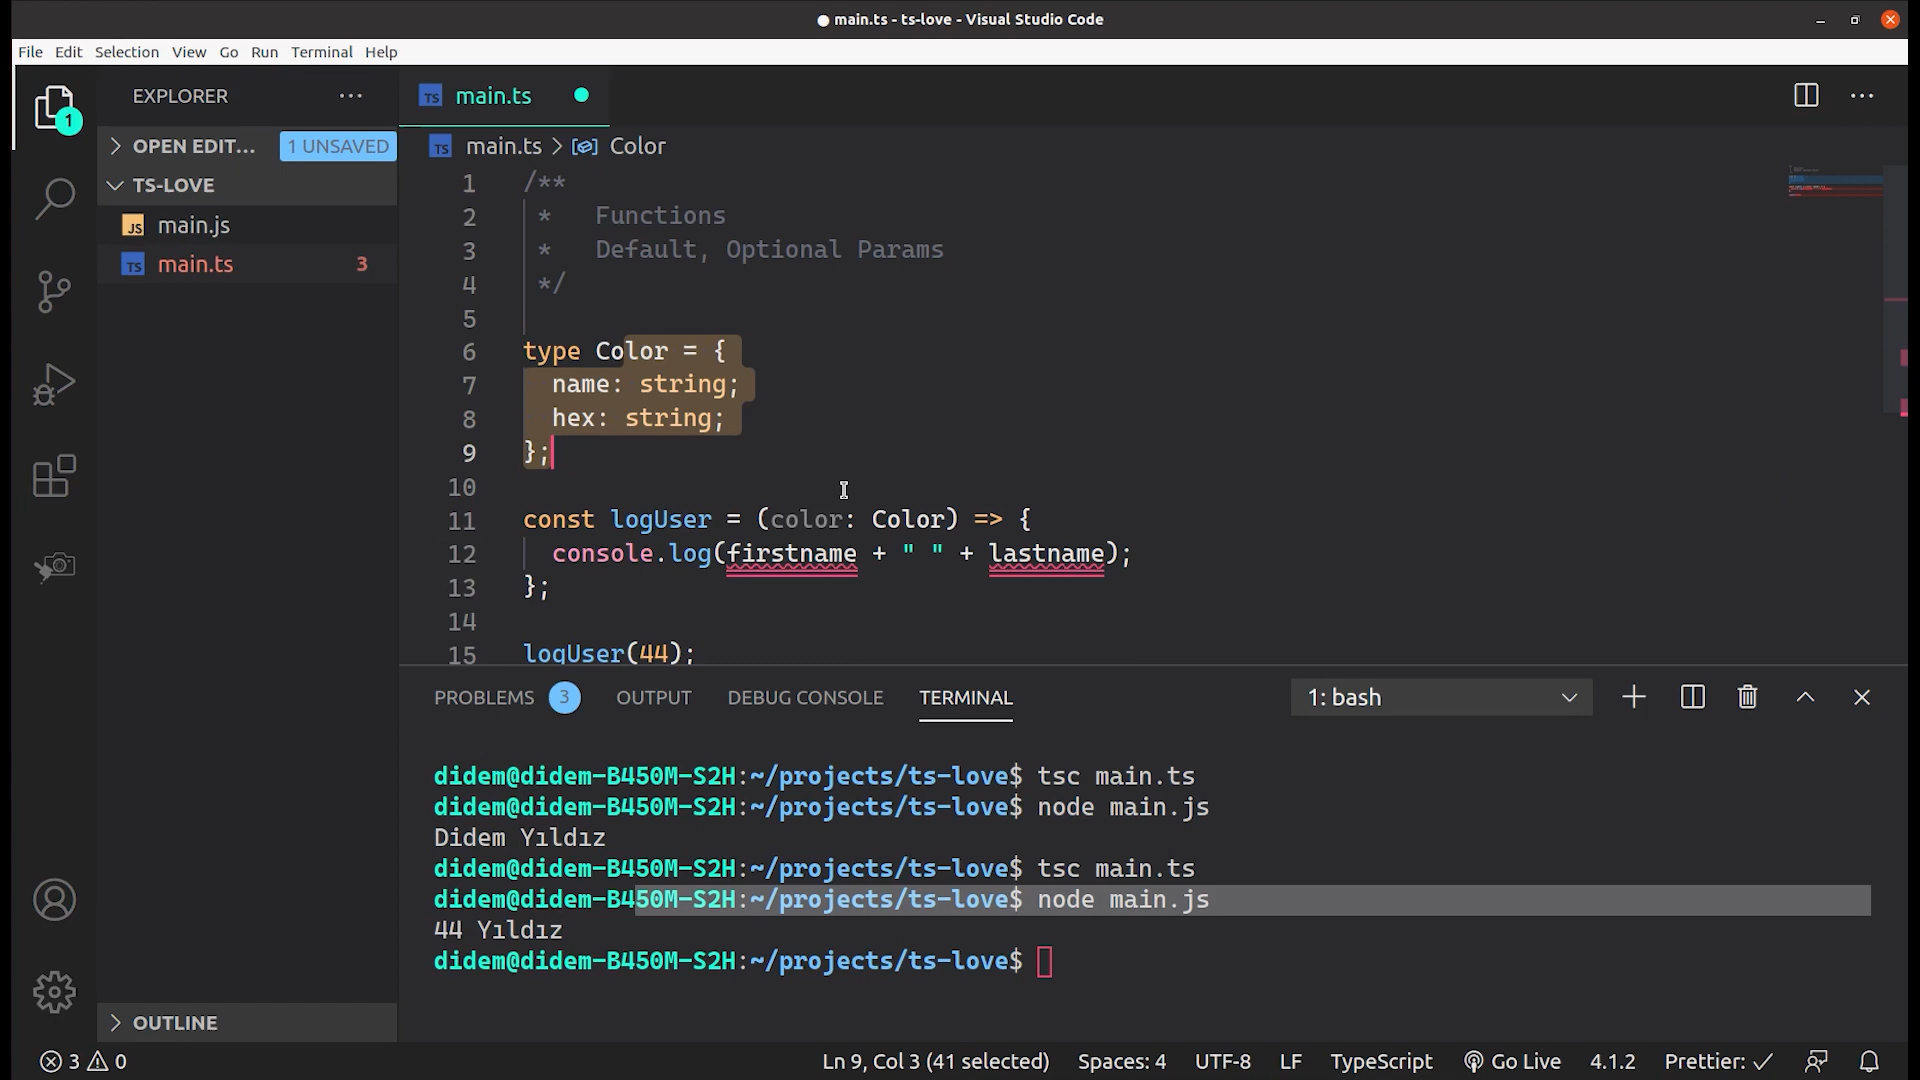 main.ts - ts-love - Visual Studio Code
File Edit Selection View Go Run Terminal Help
1
EXPLORER
OPEN EDIT... 1 UNSAVED
TS-LOVE
JS main.js
TS main.ts 3
OUTLINE
TS main.ts
TS main.ts > Color
1 /**
2 * Functions
3 * Default, Optional Params
4 */
5
6 type Color = {
7 name: string;
8 hex: string;
9 };
10
11 const logUser = (color: Color) => {
12 console.log(firstname + " " + lastname);
13 };
14
15 logUser(44);
PROBLEMS 3 OUTPUT DEBUG CONSOLE TERMINAL 1: bash
didem@didem-B450M-S2H:~/projects/ts-love$ tsc main.ts
didem@didem-B450M-S2H:~/projects/ts-love$ node main.js
Didem Yıldız
didem@didem-B450M-S2H:~/projects/ts-love$ tsc main.ts
didem@didem-B450M-S2H:~/projects/ts-love$ node main.js
44 Yıldız
didem@didem-B450M-S2H:~/projects/ts-love$
3 0 Ln 9, Col 3 (41 selected) Spaces: 4 UTF-8 LF TypeScript Go Live 4.1.2 Prettier: ✓